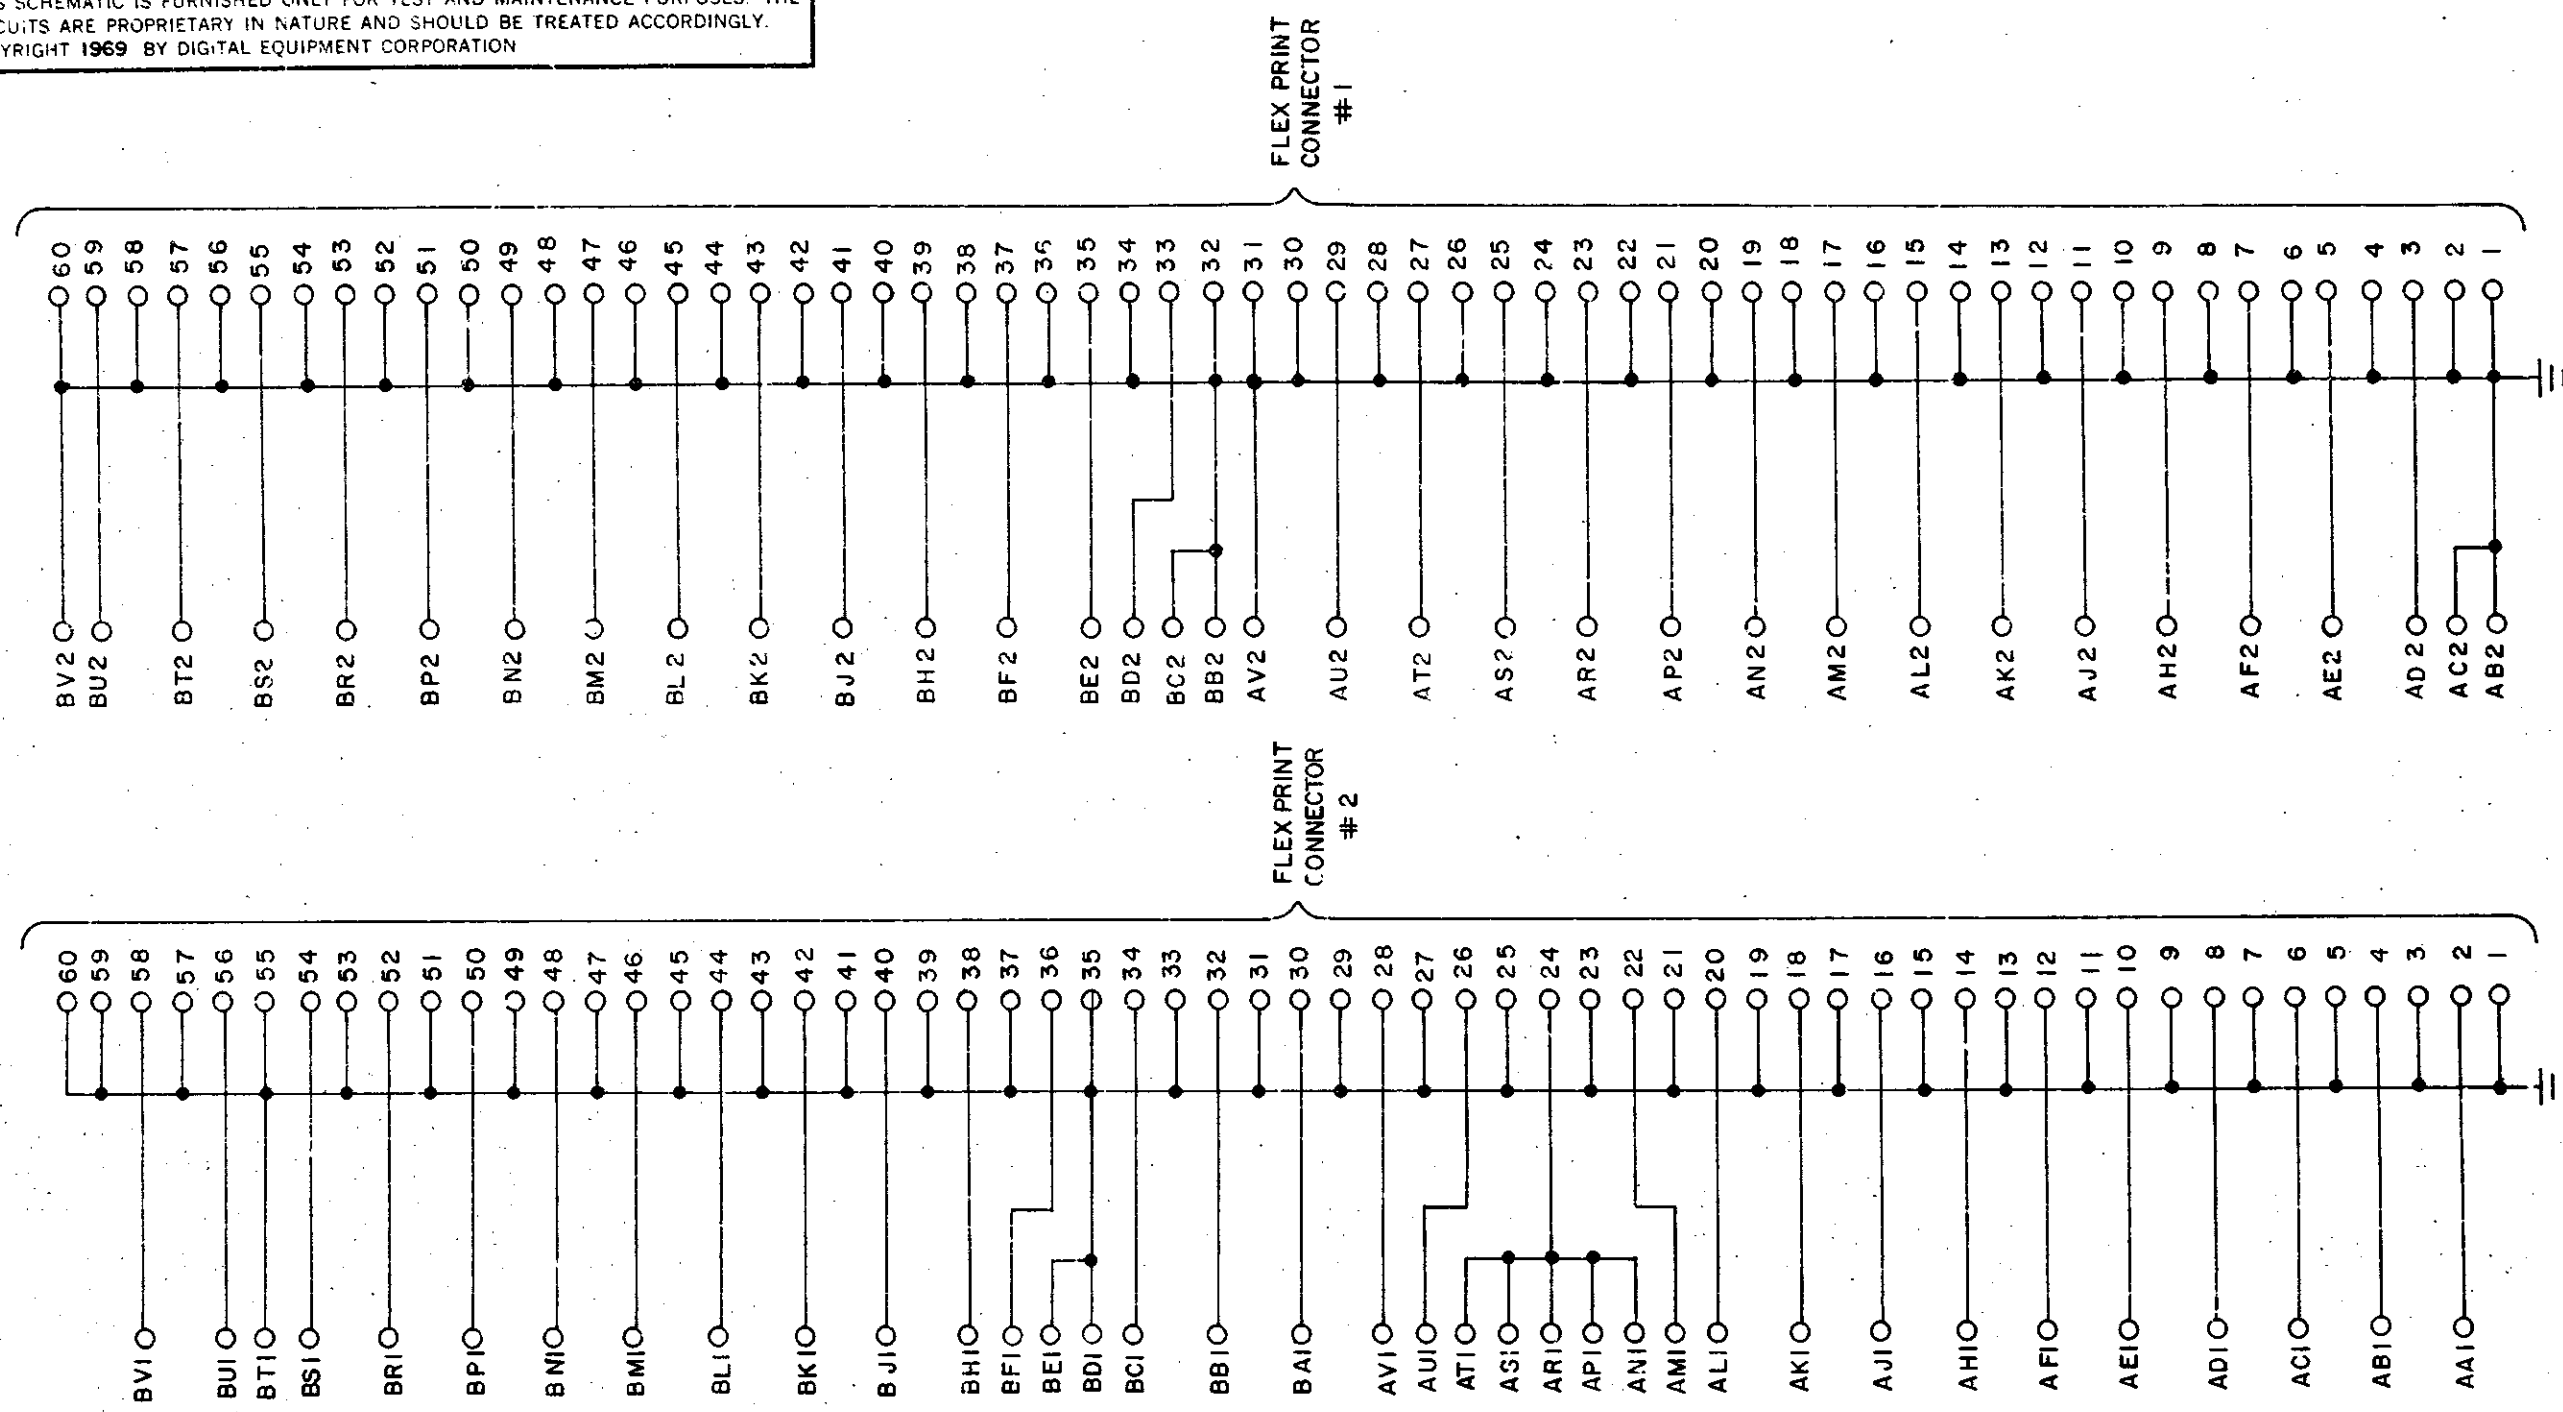 SCHEMATIC IS FURNISHED ONLY FOR TEST AND MAINTENANCE PURPOSES. THE
ARE PROPRIETARY IN NATURE AND SHOULD BE TREATED ACCORDINGLY.
1969 BY DIGITAL EQUIPMENT CORPORATION
FLEX PRINT
CONNECTOR
#1
60 59 58 57 56 55 54 53 52 51 50 49 48 47 46 45 44 43 42 41 40 39 38 37 36 35 34 33 32 31 30 29 28 27 26 25 24 23 22 21 20 19 18 17 16 15 14 13 12 11 10 9 8 7 6 5 4 3 2 1
BV2 BU2 BT2 BS2 BR2 BP2 BN2 BM2 BL2 BK2 BJ2 BH2 BF2 BE2 BD2 BC2 BB2 AV2 AU2 AT2 AS2 AR2 AP2 AN2 AM2 AL2 AK2 AJ2 AH2 AF2 AE2 AD2 AC2 AB2
FLEX PRINT
CONNECTOR
#2
60 59 58 57 56 55 54 53 52 51 50 49 48 47 46 45 44 43 42 41 40 39 38 37 36 35 34 33 32 31 30 29 28 27 26 25 24 23 22 21 20 19 18 17 16 15 14 13 12 11 10 9 8 7 6 5 4 3 2 1
BV1 BU1 BT1 BS1 BR1 BP1 BN1 BM1 BL1 BK1 BJ1 BH1 BF1 BE1 BD1 BC1 BB1 BA1 AV1 AU1 AT1 AS1 AR1 AP1 AN1 AM1 AL1 AK1 AJ1 AH1 AF1 AE1 AD1 AC1 AB1 AA1